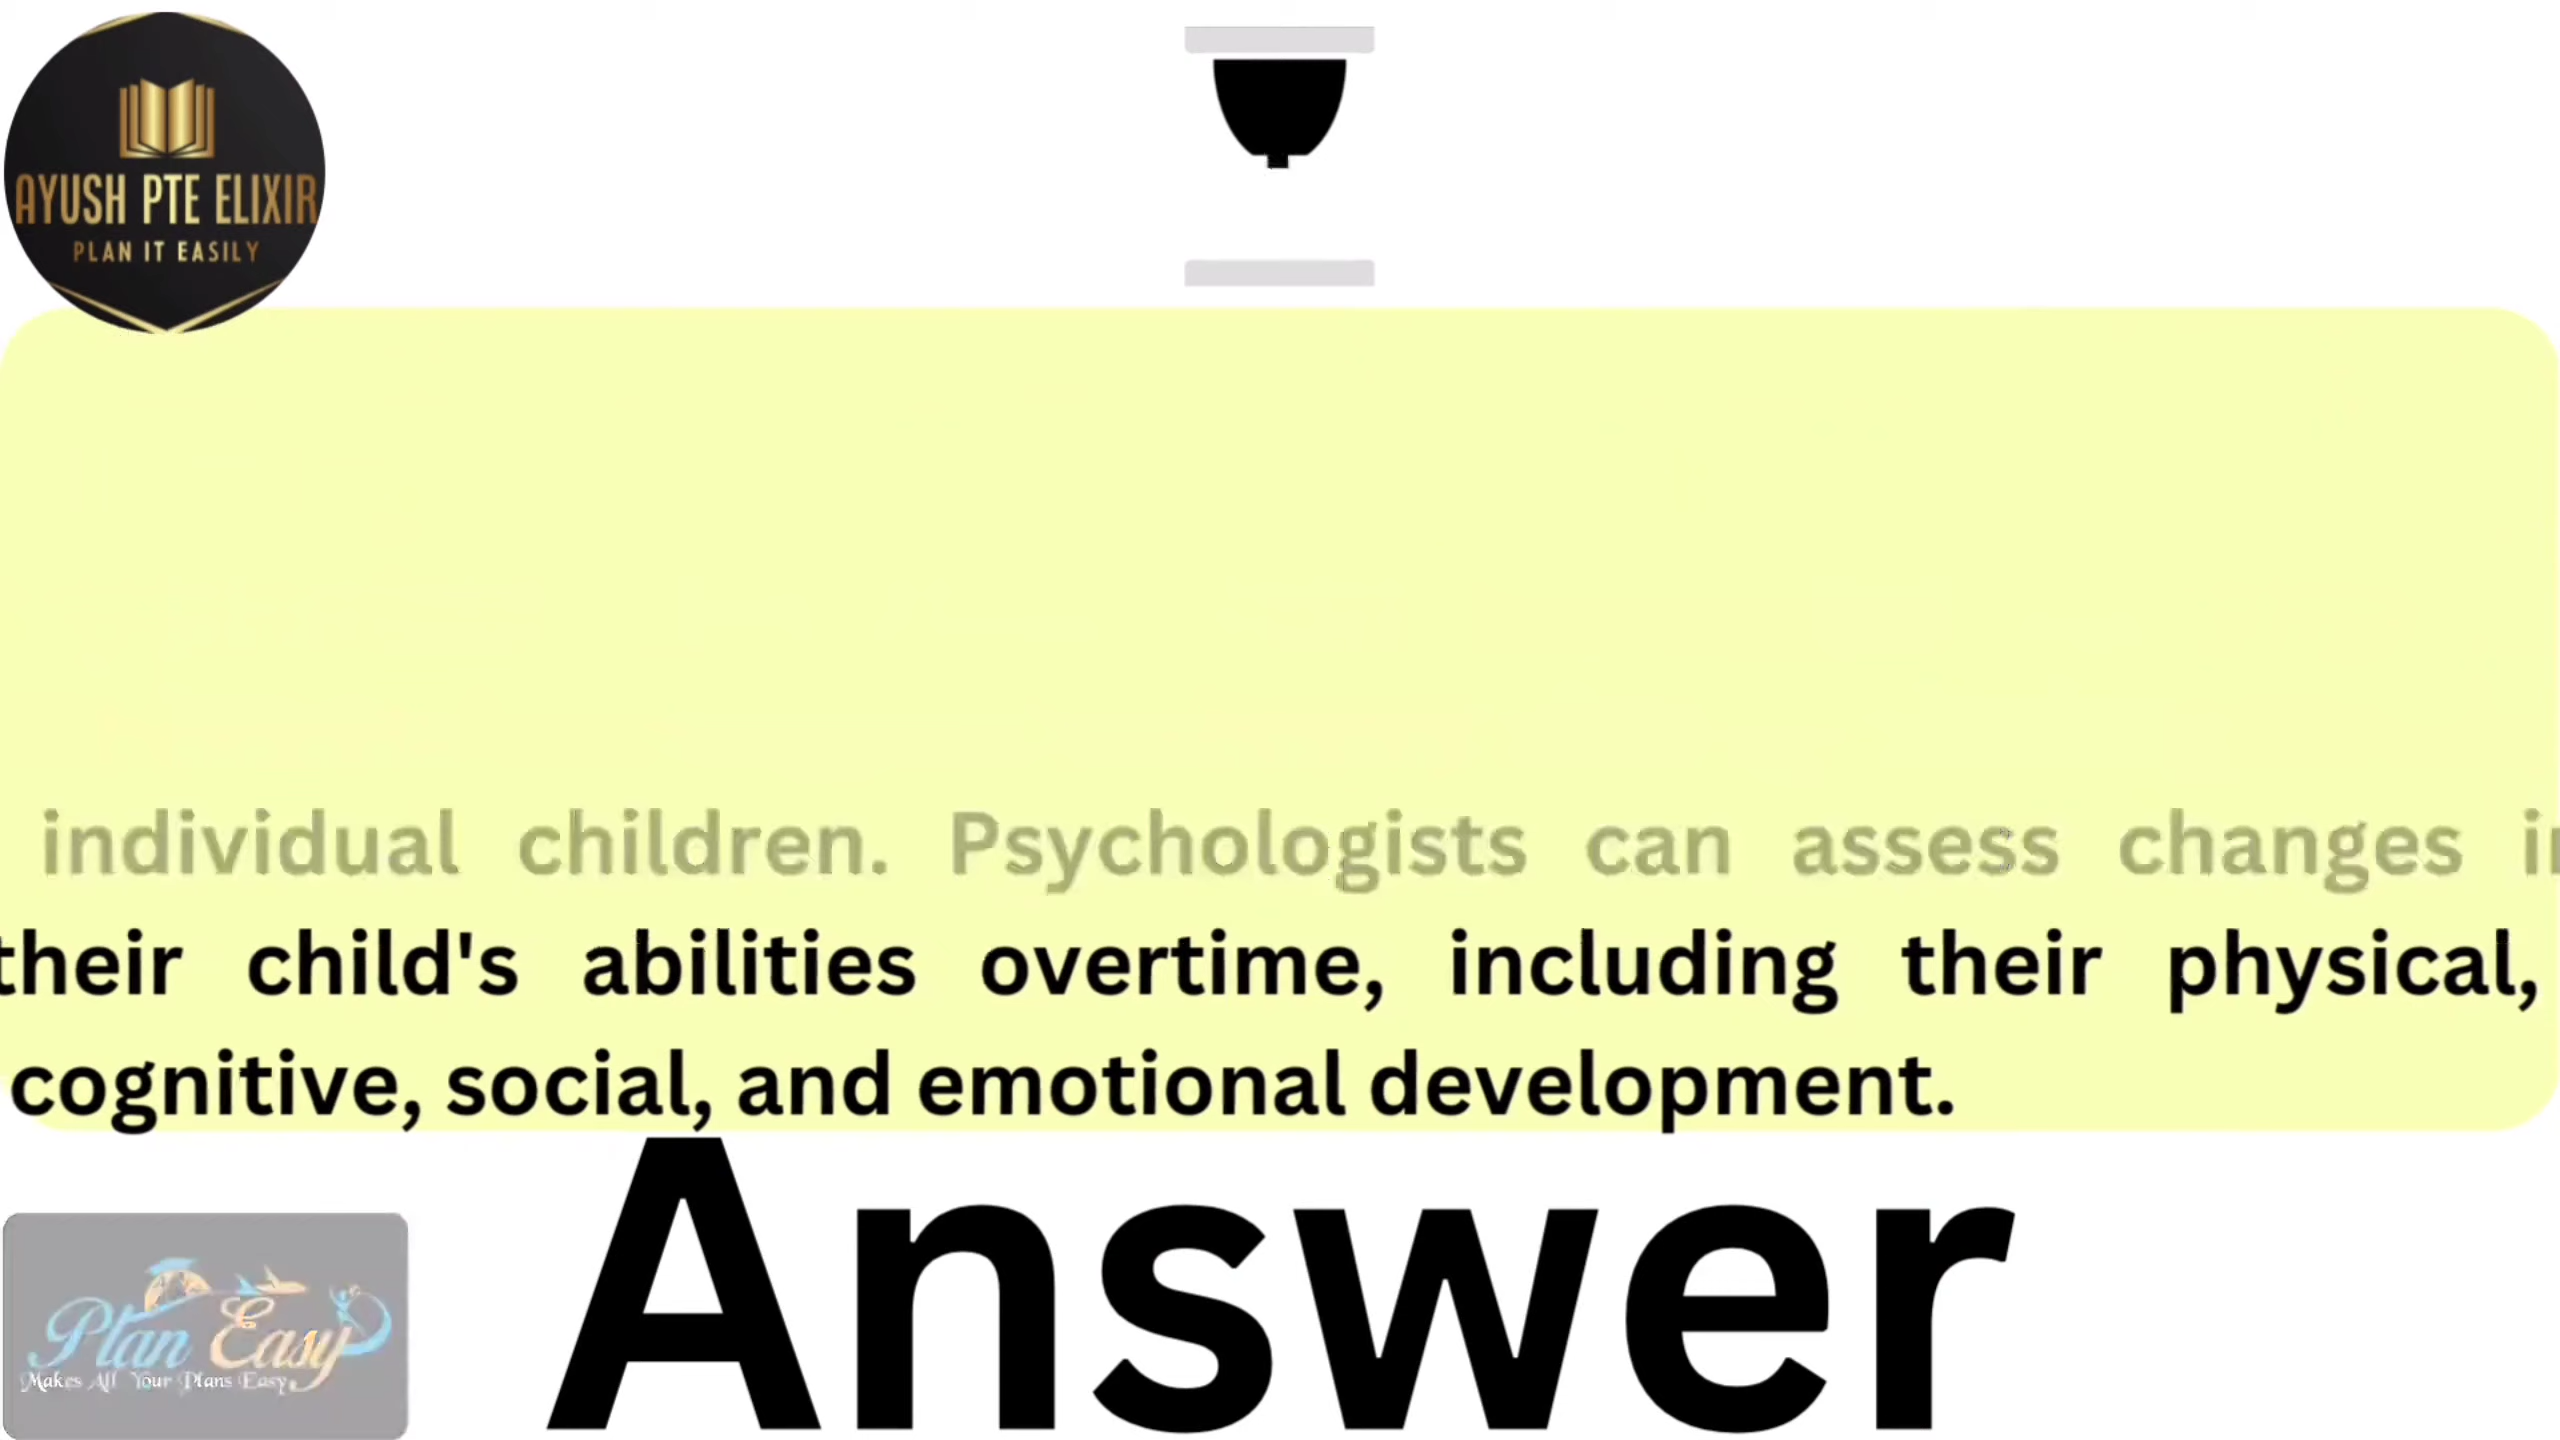 AYUSH PTE ELIXIR
PLAN IT EASILY
individual children. Psychologists can assess changes in
their child's abilities overtime, including their physical,
cognitive, social, and emotional development.
Answer
Plan Easy
Makes All Your Plans Easy